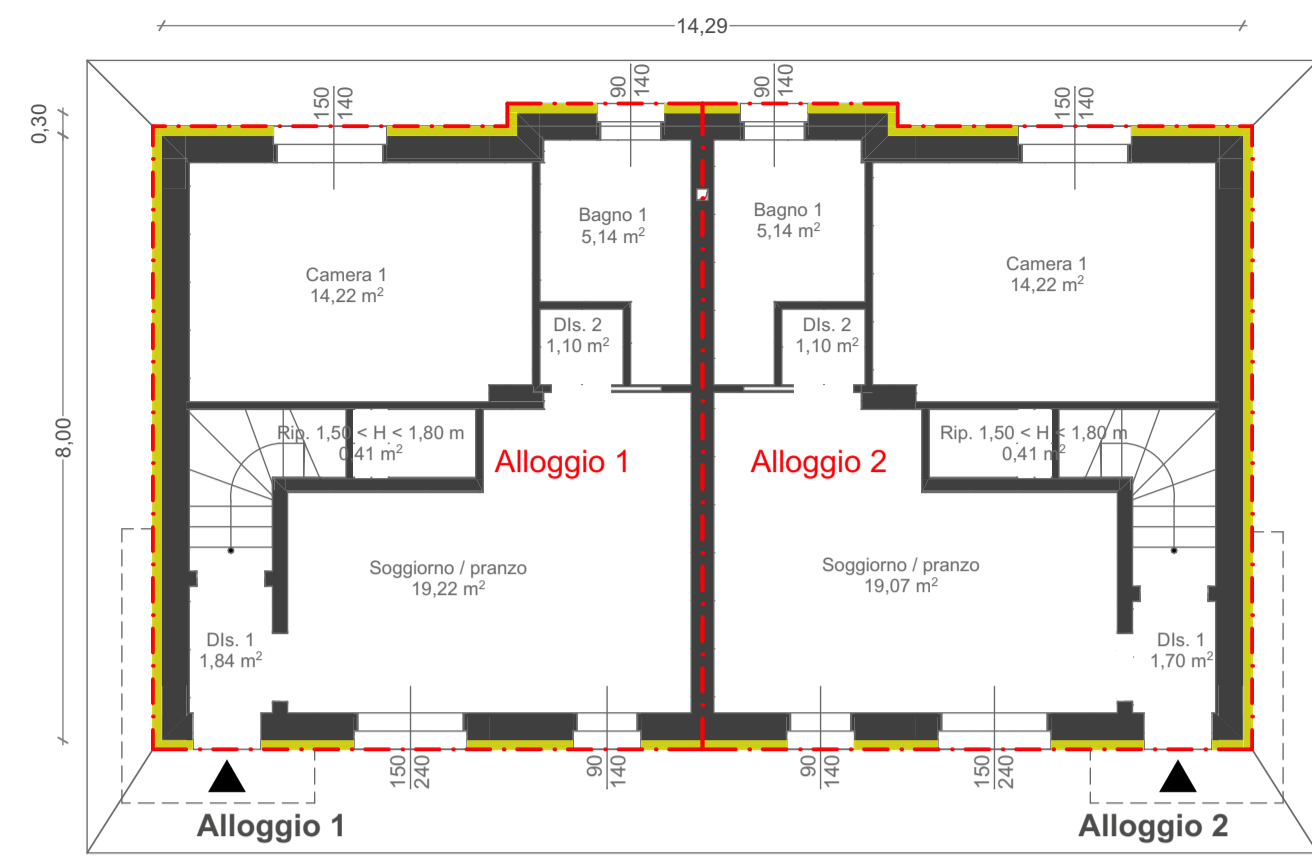 14,29
0,30
8,00
150
140
90
140
90
140
150
140
Bagno 1
5,14 m²
Bagno 1
5,14 m²
Camera 1
14,22 m²
Camera 1
14,22 m²
DIs. 2
1,10 m²
DIs. 2
1,10 m²
Rip. 1,50 < H < 1,80 m
0,41 m²
Rip. 1,50 < H < 1,80 m
0,41 m²
Alloggio 1
Alloggio 2
Soggiorno / pranzo
19,22 m²
Soggiorno / pranzo
19,07 m²
DIs. 1
1,84 m²
DIs. 1
1,70 m²
150
240
90
140
90
140
150
240
Alloggio 1
Alloggio 2